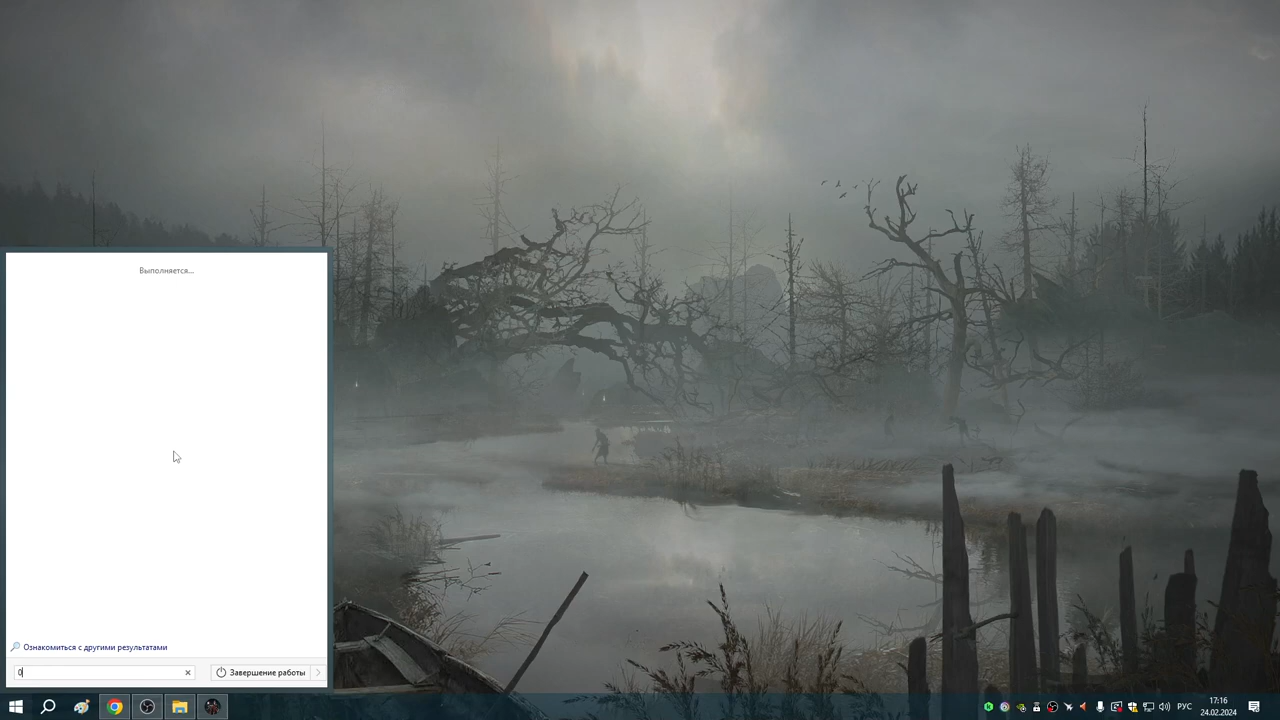 Выполняется...
Ознакомиться с другими результатами
0
Завершение работы
РУС
17:16
24.02.2024